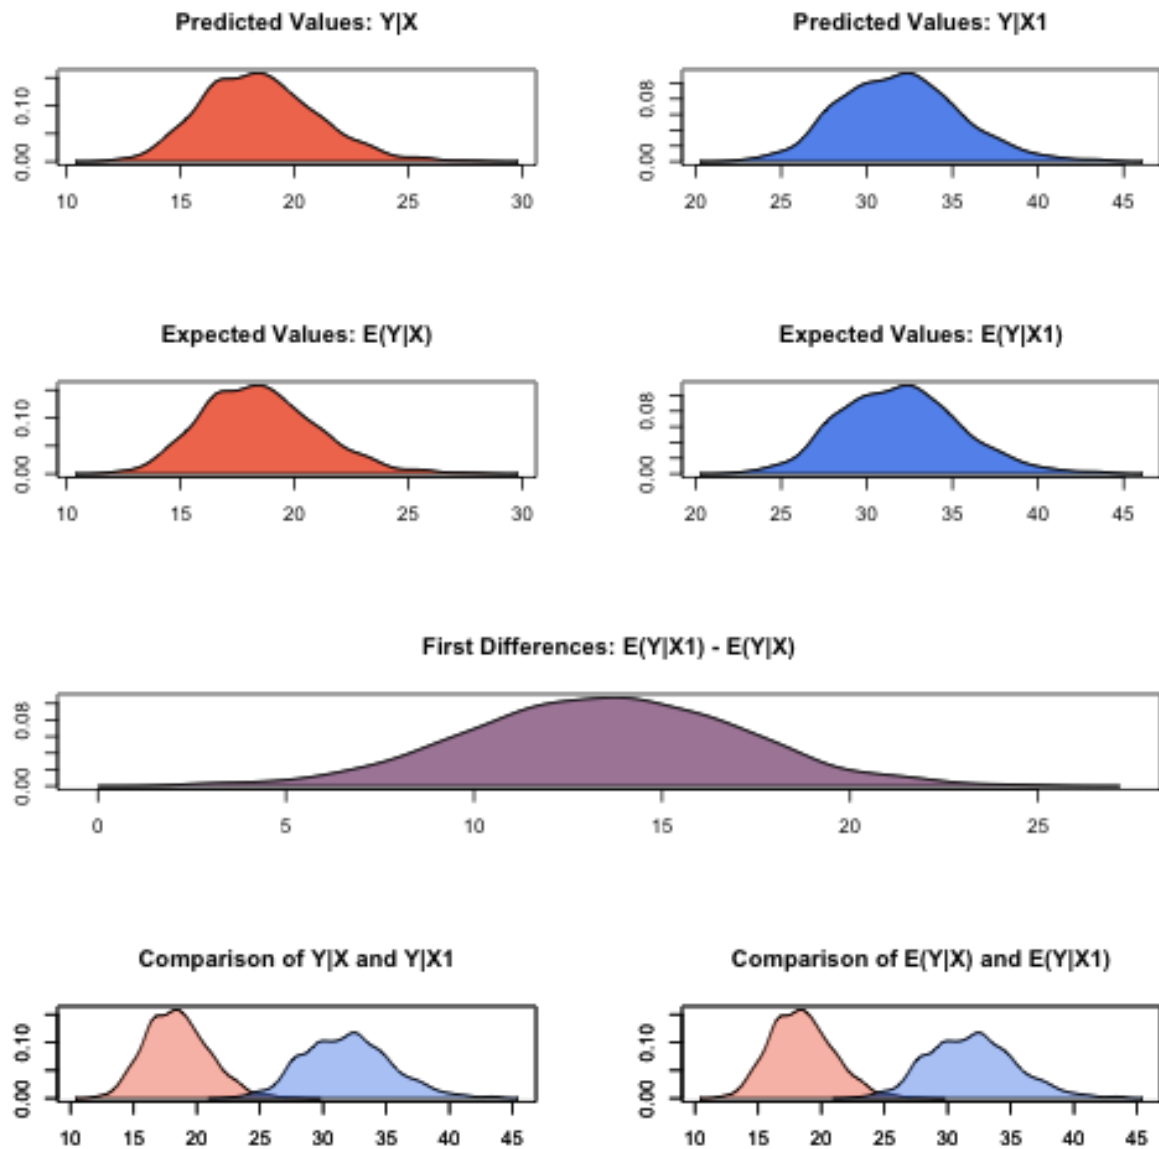 Predicted Values: Y|X
0.00 0.10
10 15 20 25 30
Predicted Values: Y|X1
0.00 0.08
20 25 30 35 40 45
Expected Values: E(Y|X)
0.00 0.10
10 15 20 25 30
Expected Values: E(Y|X1)
0.00 0.08
20 25 30 35 40 45
First Differences: E(Y|X1) - E(Y|X)
0.00 0.08
0 5 10 15 20 25
Comparison of Y|X and Y|X1
0.00 0.10
10 15 20 25 30 35 40 45
Comparison of E(Y|X) and E(Y|X1)
0.00 0.10
10 15 20 25 30 35 40 45